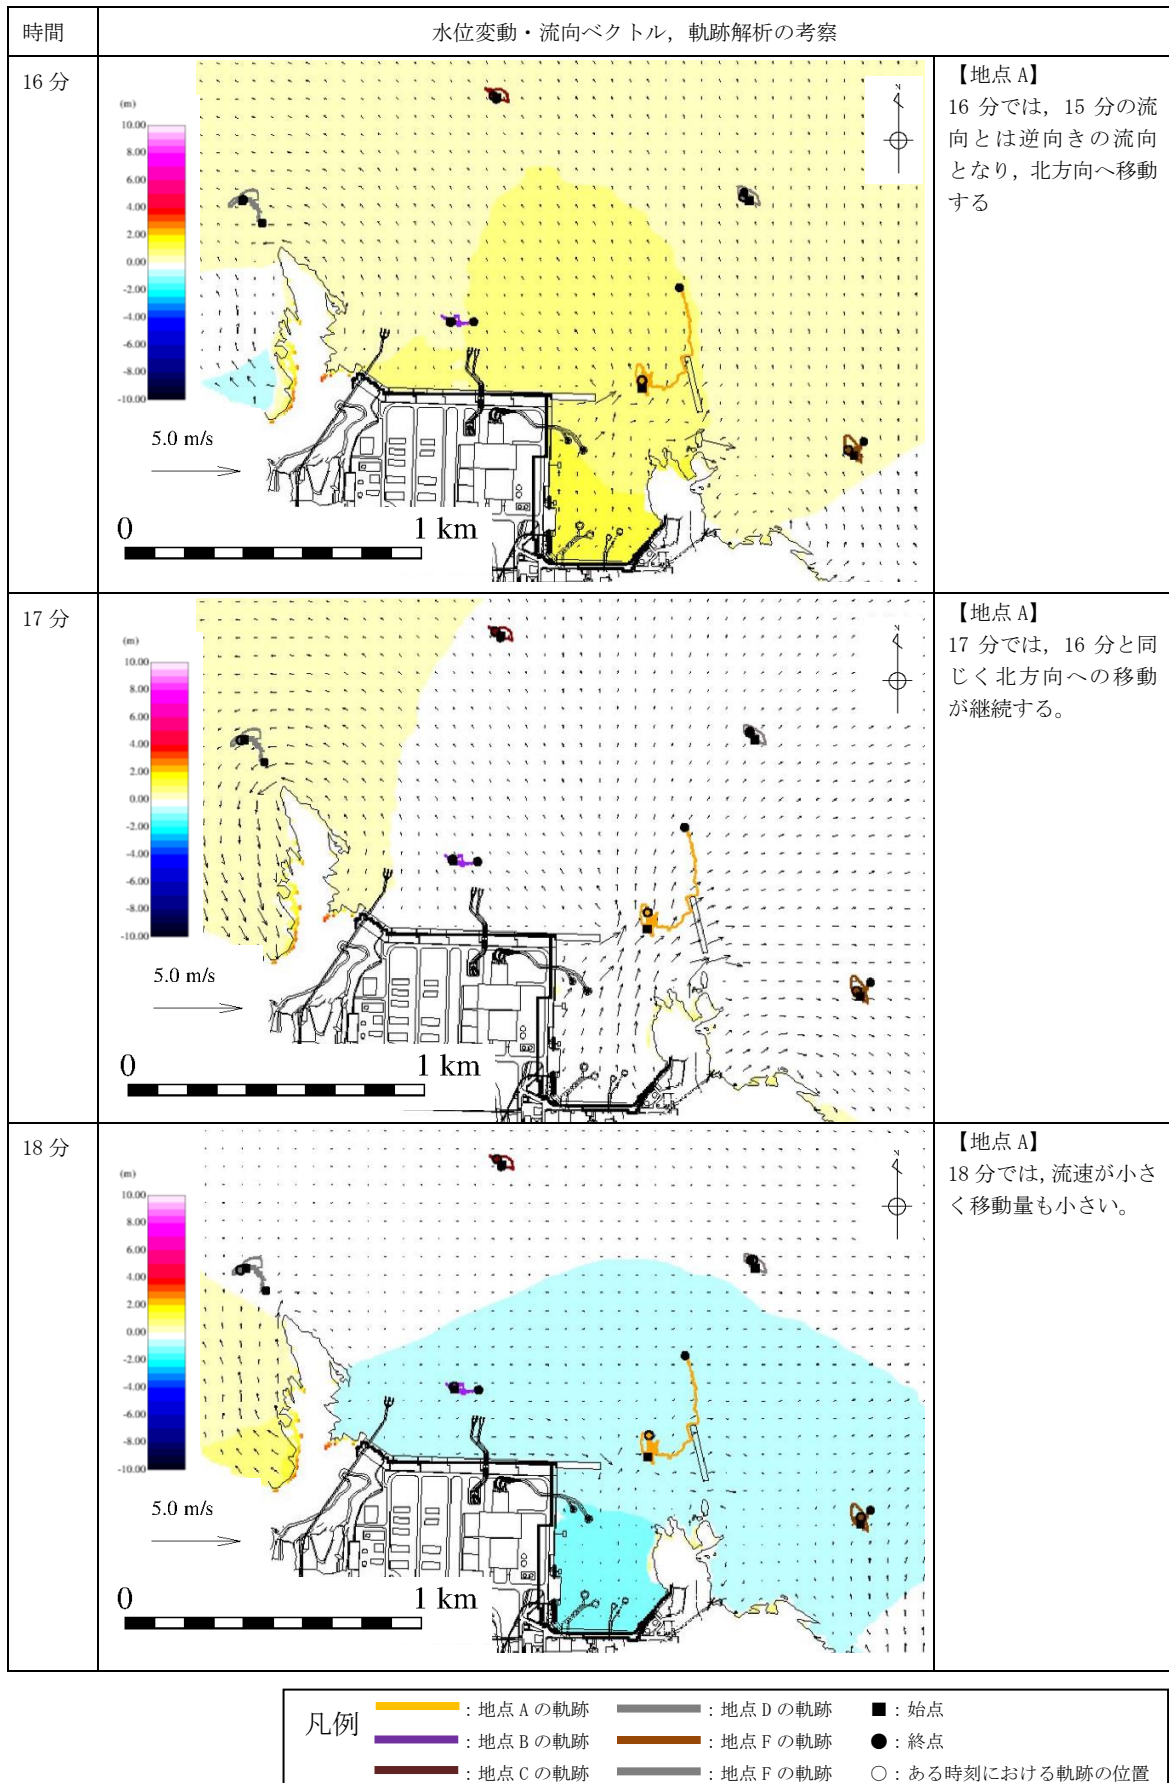 時間
水位変動・流向ベクトル，軌跡解析の考察
16 分
(m)
10.00
8.00
6.00
4.00
2.00
0.00
-2.00
-4.00
-6.00
-8.00
-10.00
5.0 m/s
0
1 km
N
【地点 A】
16 分では，15 分の流
向とは逆向きの流向
となり，北方向へ移動
する
17 分
(m)
10.00
8.00
6.00
4.00
2.00
0.00
-2.00
-4.00
-6.00
-8.00
-10.00
5.0 m/s
0
1 km
N
【地点 A】
17 分では，16 分と同
じく北方向への移動
が継続する。
18 分
(m)
10.00
8.00
6.00
4.00
2.00
0.00
-2.00
-4.00
-6.00
-8.00
-10.00
5.0 m/s
0
1 km
N
【地点 A】
18 分では，流速が小さ
く移動量も小さい。
凡例
：地点 A の軌跡 ：地点 D の軌跡 ■：始点
：地点 B の軌跡 ：地点 F の軌跡 ●：終点
：地点 C の軌跡 ：地点 F の軌跡 ○：ある時刻における軌跡の位置